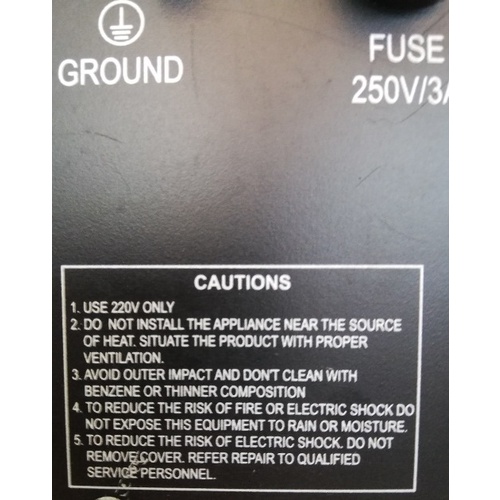 GROUND
FUSE
250V/3A
CAUTIONS
1. USE 220V ONLY
2. DO NOT INSTALL THE APPLIANCE NEAR THE SOURCE
OF HEAT. SITUATE THE PRODUCT WITH PROPER
VENTILATION.
3. AVOID OUTER IMPACT AND DON'T CLEAN WITH
BENZENE OR THINNER COMPOSITION
4. TO REDUCE THE RISK OF FIRE OR ELECTRIC SHOCK DO
NOT EXPOSE THIS EQUIPMENT TO RAIN OR MOISTURE.
5. TO REDUCE THE RISK OF ELECTRIC SHOCK. DO NOT
REMOVE COVER. REFER REPAIR TO QUALIFIED
SERVICE PERSONNEL.